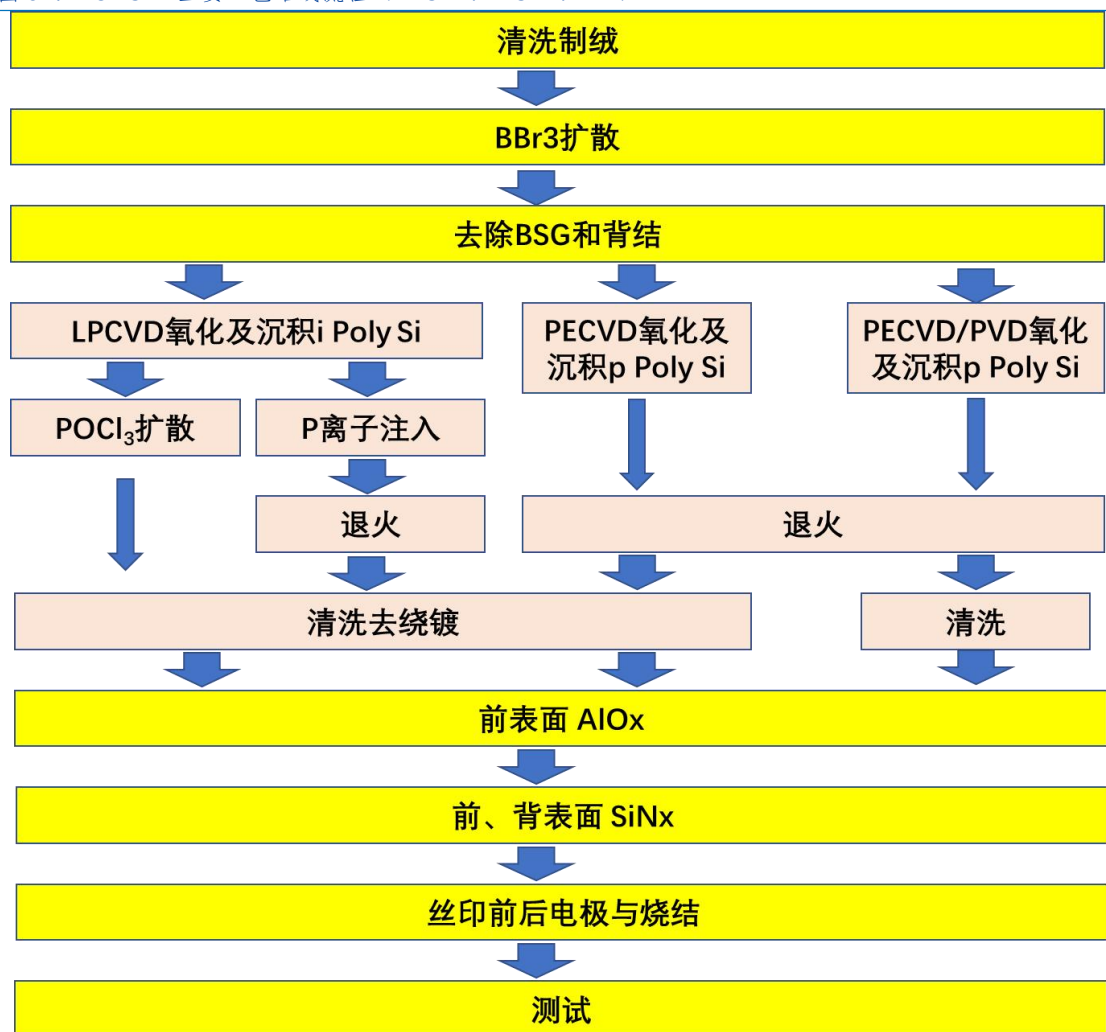 清洗制绒
BBr3扩散
去除BSG和背结
LPCVD氧化及沉积i Poly Si
PECVD氧化及
沉积p Poly Si
PECVD/PVD氧化
及沉积p Poly Si
POCl₃扩散
P离子注入
退火
退火
清洗去绕镀
清洗
前表面 AlOx
前、背表面 SiNx
丝印前后电极与烧结
测试